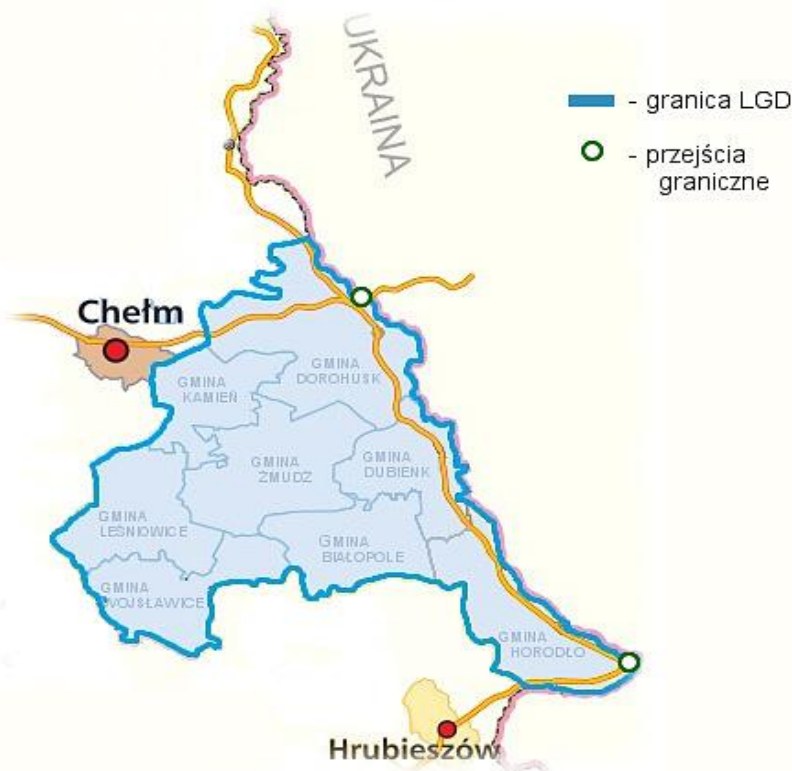 UKRAINA
- granica LGD
- przejścia
graniczne
Chełm
GMINA
DOROHUSK
GMINA
KAMIEŃ
GMINA
ŻMUDŹ
GMINA
DUBIENK
GMINA
LEŚNIOWICE
GMINA
BIAŁOPOLE
GMINA
WOJSŁAWICE
GMINA
HORODŁO
Hrubieszów